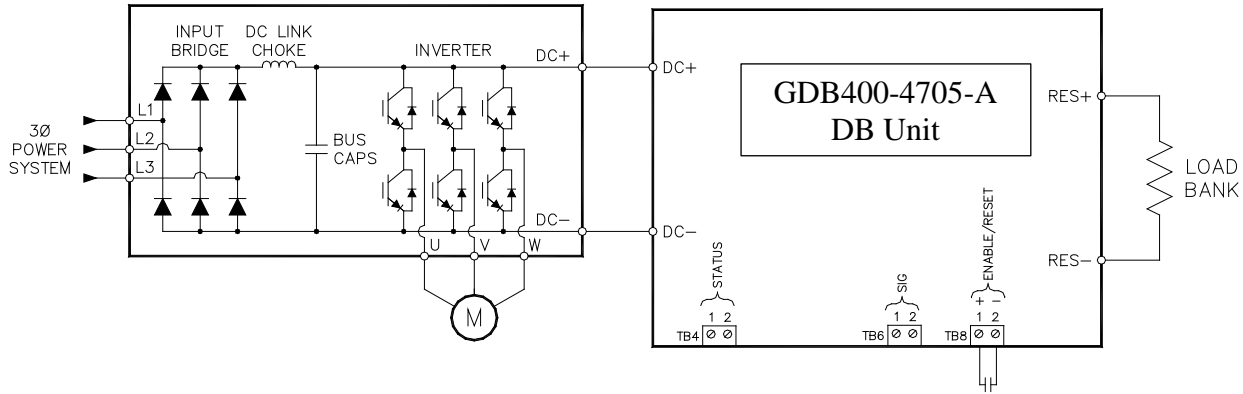 INPUT
BRIDGE
DC LINK
CHOKE
INVERTER
DC+
DC+
GDB400-4705-A
DB Unit
RES+
L1
L2
L3
3Ø
POWER
SYSTEM
BUS
CAPS
LOAD
BANK
DC−
DC−
U
V
W
RES−
M
STATUS
1 2
TB4
SIG
1 2
TB6
ENABLE/RESET
+ −
1 2
TB8